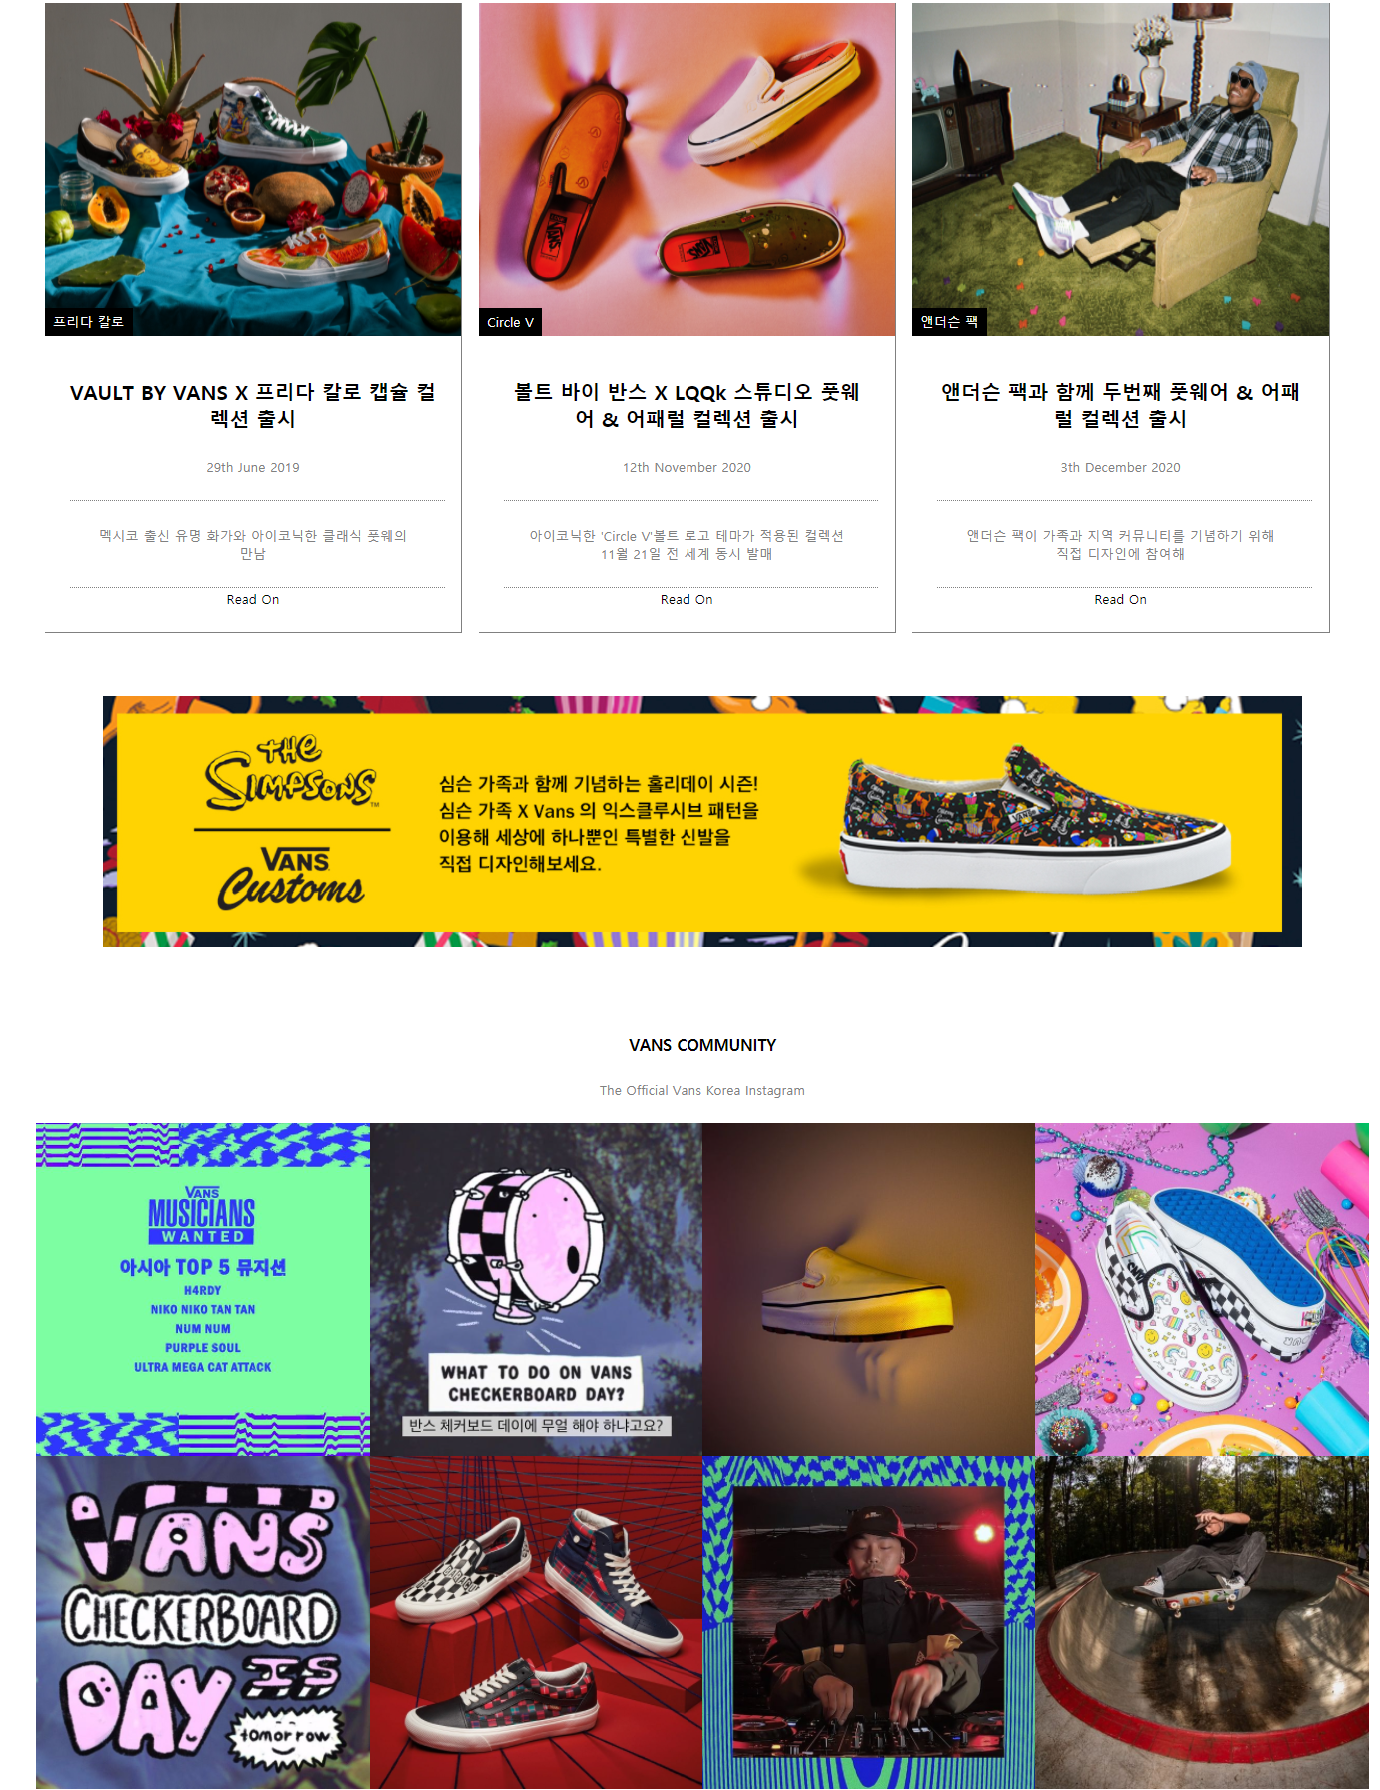 프리다 칼로
VAULT BY VANS X 프리다 칼로 캡슐 컬
렉션 출시
29th June 2019
멕시코 출신 유명 화가와 아이코닉한 클래식 풋웨의
만남
Read On
Circle V
볼트 바이 반스 X LQQk 스튜디오 풋웨
어 & 어패럴 컬렉션 출시
12th November 2020
아이코닉한 'Circle V'볼트 로고 테마가 적용된 컬렉션
11월 21일 전 세계 동시 발매
Read On
앤더슨 팩
앤더슨 팩과 함께 두번째 풋웨어 & 어패
럴 컬렉션 출시
3th December 2020
앤더슨 팩이 가족과 지역 커뮤니티를 기념하기 위해
직접 디자인에 참여해
Read On
THE
SIMPSONS TM
VANS
Customs
심슨 가족과 함께 기념하는 홀리데이 시즌!
심슨 가족 X Vans 의 익스클루시브 패턴을
이용해 세상에 하나뿐인 특별한 신발을
직접 디자인해보세요.
VANS COMMUNITY
The Official Vans Korea Instagram
VANS
MUSICIANS
WANTED
아시아 TOP 5 뮤지션
H4RDY
NIKO NIKO TAN TAN
NUM NUM
PURPLE SOUL
ULTRA MEGA CAT ATTACK
WHAT TO DO ON VANS
CHECKERBOARD DAY?
반스 체커보드 데이에 무얼 해야 하냐고요?
VANS
CHECKERBOARD
DAY IS
tomorrow